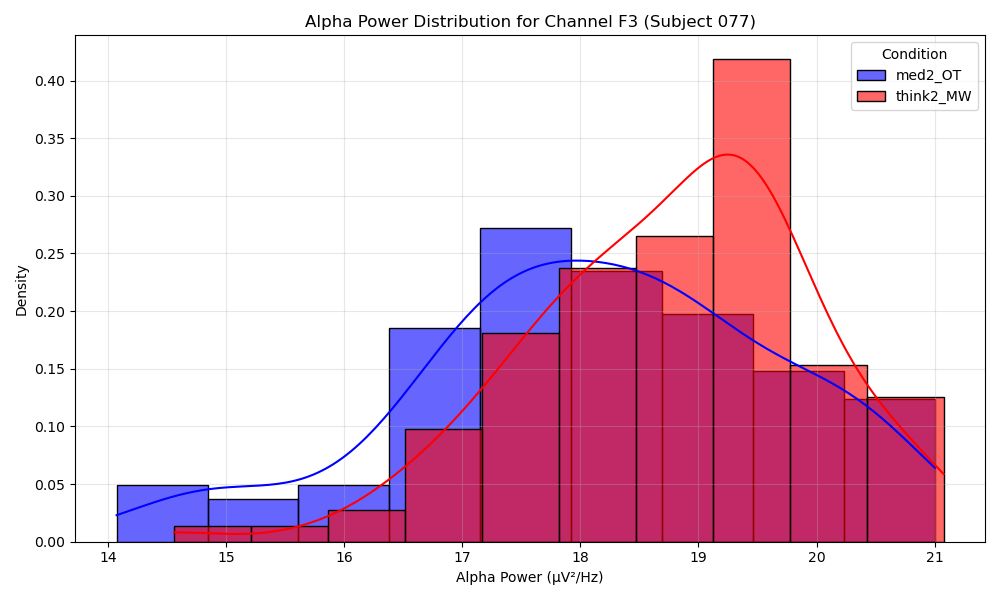 Alpha Power Distribution for Channel F3 (Subject 077)
Condition
med2_OT
think2_MW
Density
0.40
0.35
0.30
0.25
0.20
0.15
0.10
0.05
0.00
14 15 16 17 18 19 20 21
Alpha Power (µV²/Hz)